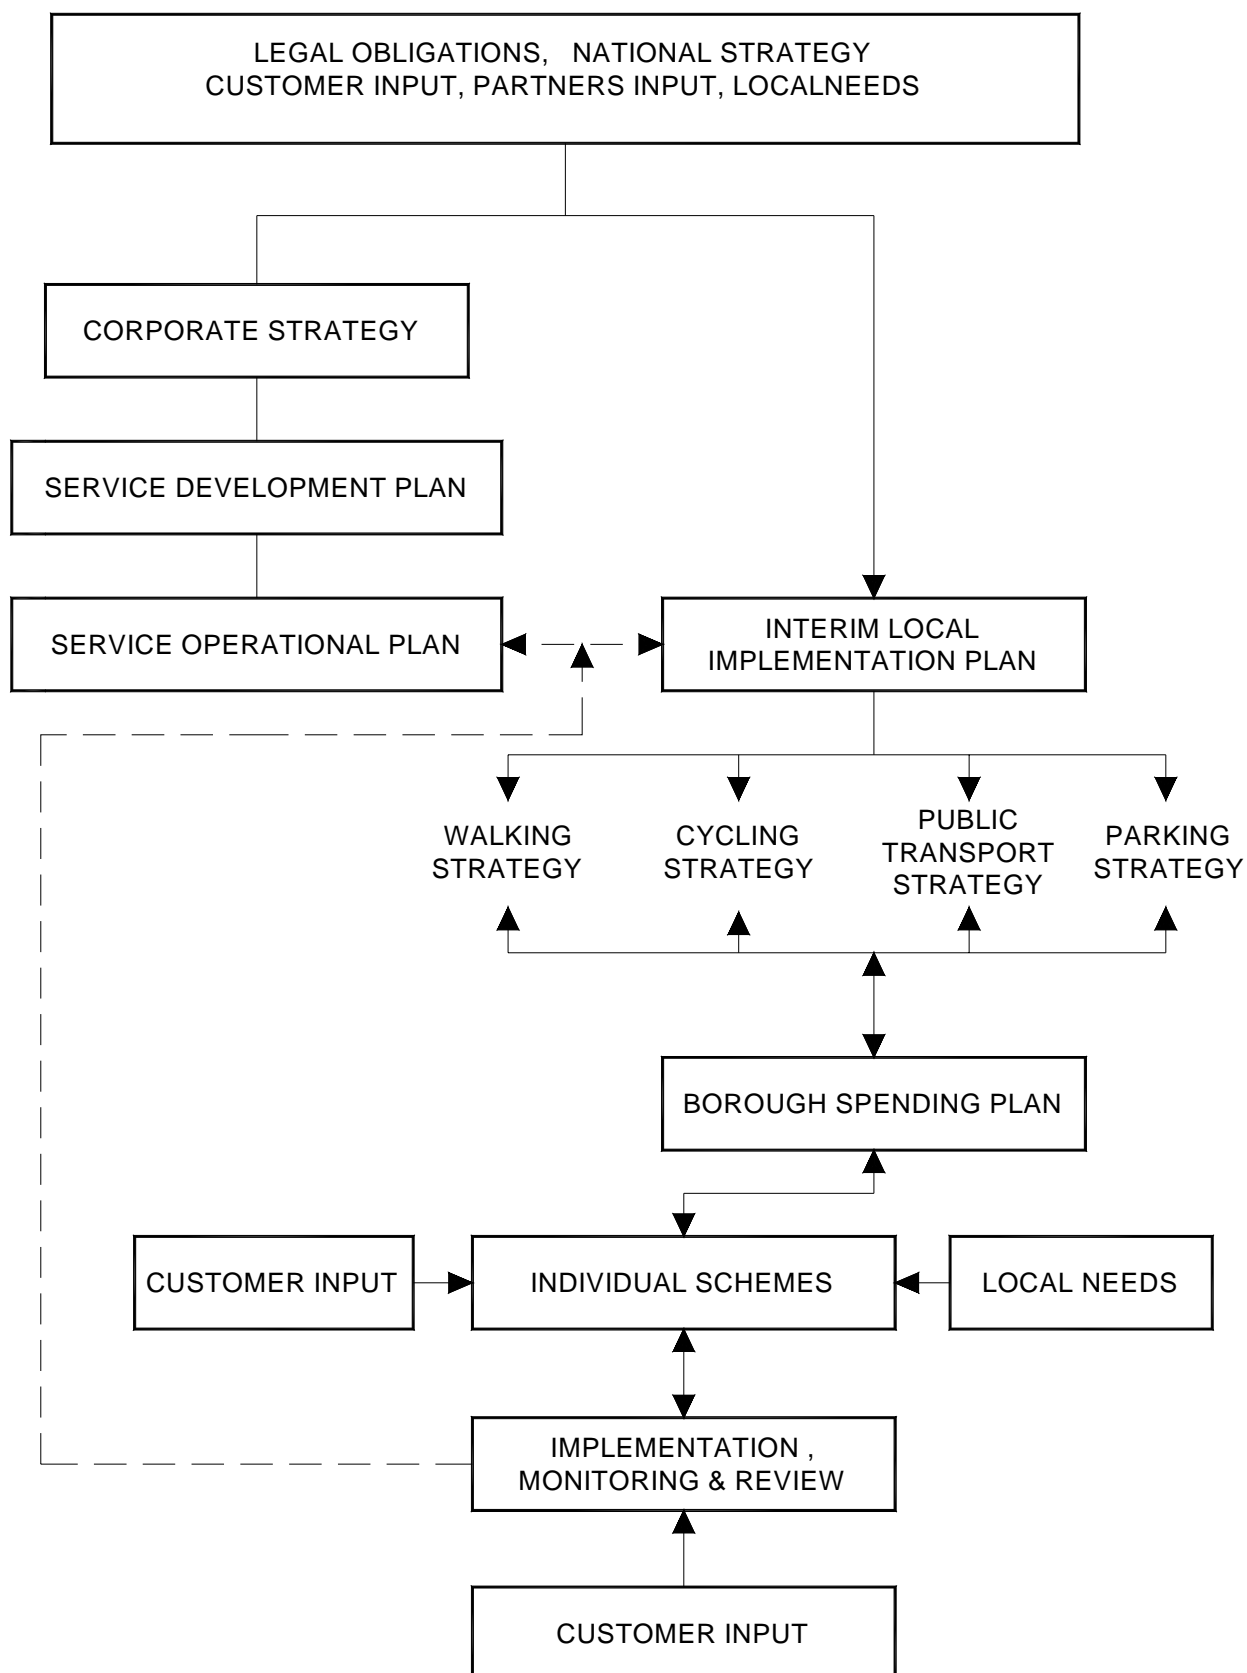 LEGAL OBLIGATIONS, NATIONAL STRATEGY
CUSTOMER INPUT, PARTNERS INPUT, LOCALNEEDS
CORPORATE STRATEGY
SERVICE DEVELOPMENT PLAN
SERVICE OPERATIONAL PLAN
INTERIM LOCAL
IMPLEMENTATION PLAN
WALKING
STRATEGY
CYCLING
STRATEGY
PUBLIC
TRANSPORT
STRATEGY
PARKING
STRATEGY
BOROUGH SPENDING PLAN
CUSTOMER INPUT
INDIVIDUAL SCHEMES
LOCAL NEEDS
IMPLEMENTATION ,
MONITORING & REVIEW
CUSTOMER INPUT